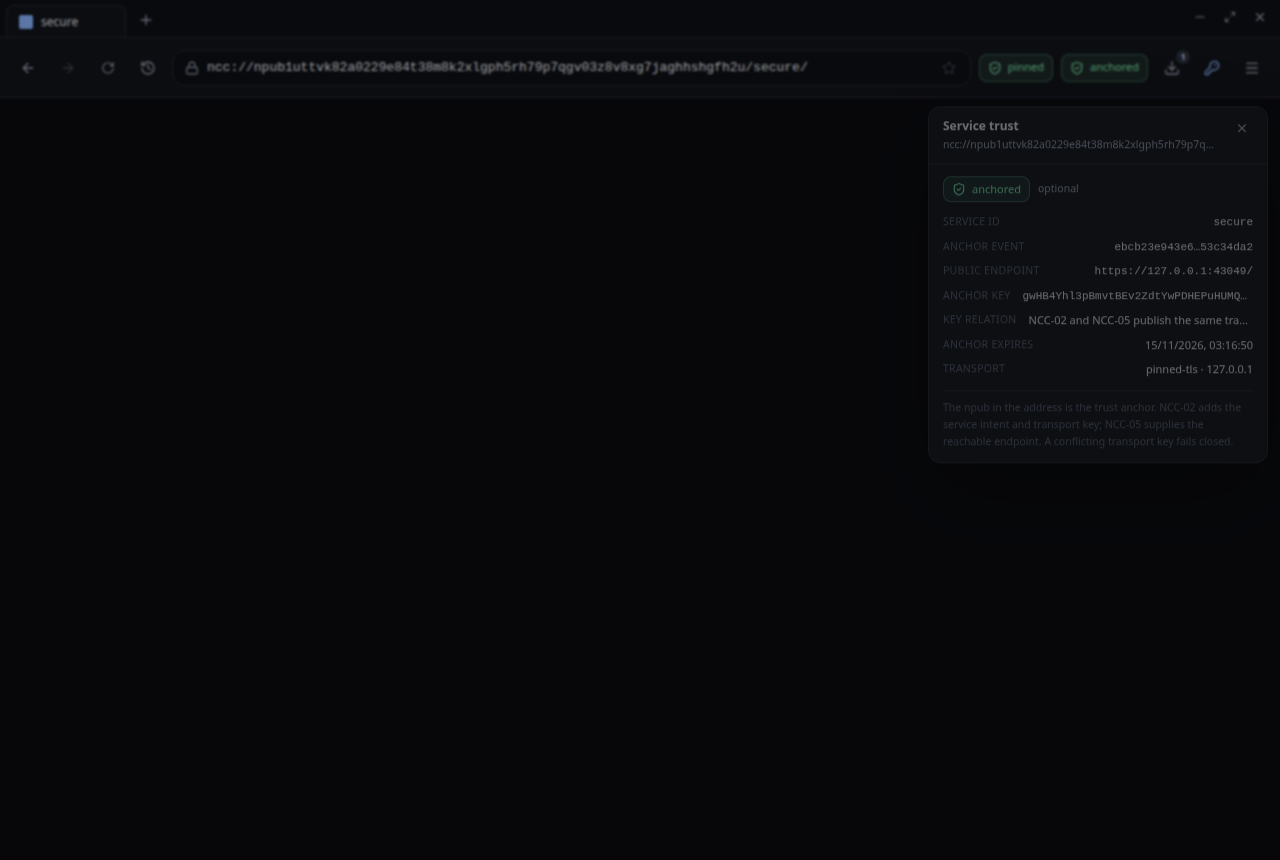 secure
ncc://npub1uttvk82a0229e84t38m8k2xlgph5rh79p7qgv03z8v8xg7jaghhshgfh2u/secure/
pinned
anchored
1
Service trust
ncc://npub1uttvk82a0229e84t38m8k2xlgph5rh79p7q...
anchored optional
SERVICE ID secure
ANCHOR EVENT ebcb23e943e6…53c34da2
PUBLIC ENDPOINT https://127.0.0.1:43049/
ANCHOR KEY gwHB4Yhl3pBmvtBEv2ZdtYwPDHEPuHUMQ…
KEY RELATION NCC-02 and NCC-05 publish the same tra...
ANCHOR EXPIRES 15/11/2026, 03:16:50
TRANSPORT pinned-tls · 127.0.0.1
The npub in the address is the trust anchor. NCC-02 adds the
service intent and transport key; NCC-05 supplies the
reachable endpoint. A conflicting transport key fails closed.